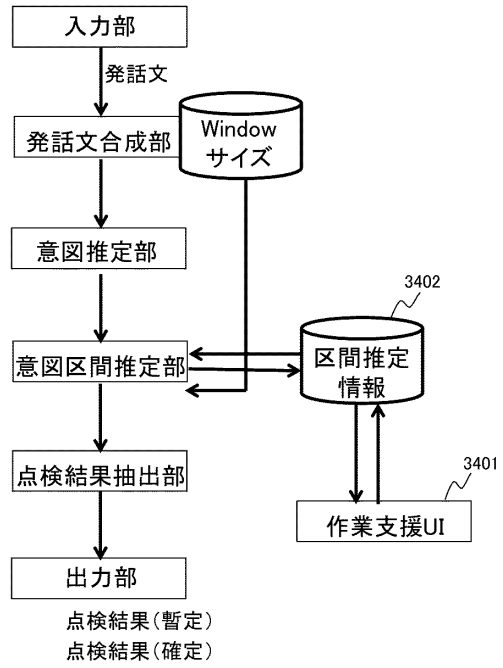 入力部
発話文
発話文合成部
Window
サイズ
意図推定部
3402
意図区間推定部
区間推定
情報
点検結果抽出部
3401
作業支援UI
出力部
点検結果(暫定)
点検結果(確定)